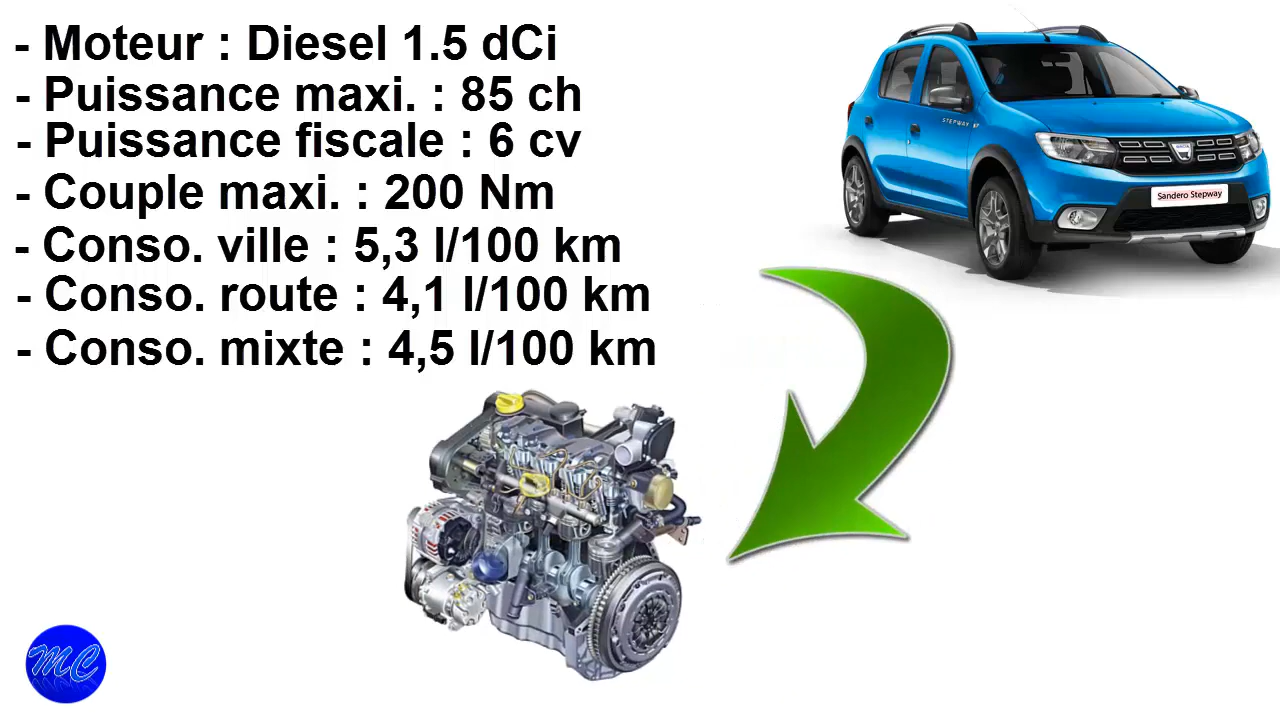 - Moteur : Diesel 1.5 dCi
- Puissance maxi. : 85 ch
- Puissance fiscale : 6 cv
- Couple maxi. : 200 Nm
- Conso. ville : 5,3 l/100 km
- Conso. route : 4,1 l/100 km
- Conso. mixte : 4,5 l/100 km
STEPWAY
Sandero Stepway
MC